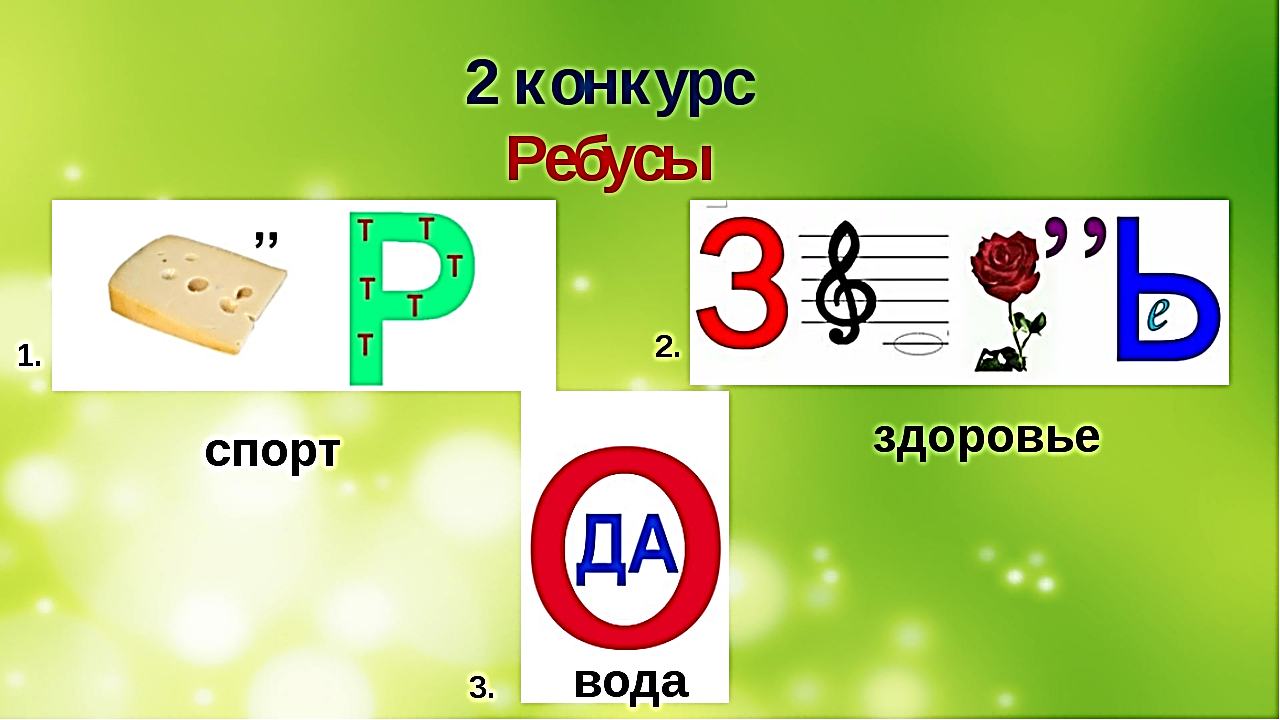 2 конкурс
Ребусы
1.
,,
Р
т т т т т т
спорт
2.
З
,,
Ь
е
здоровье
3.
О
ДА
вода